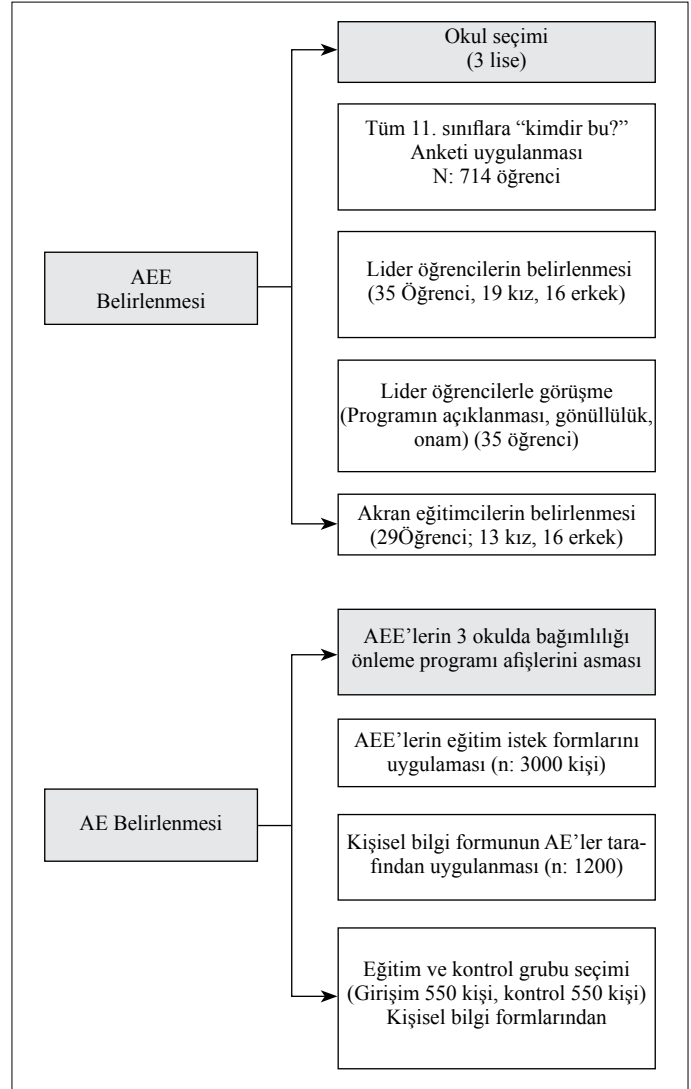 Okul seçimi
(3 lise)
Tüm 11. sınıflara “kimdir bu?”
Anketi uygulanması
N: 714 öğrenci
AEE
Belirlenmesi
Lider öğrencilerin belirlenmesi
(35 Öğrenci, 19 kız, 16 erkek)
Lider öğrencilerle görüşme
(Programın açıklanması, gönüllülük,
onam) (35 öğrenci)
Akran eğitimcilerin belirlenmesi
(29Öğrenci; 13 kız, 16 erkek)
AEE’lerin 3 okulda bağımlılığı
önleme programı afişlerini asması
AEE’lerin eğitim istek formlarını
uygulaması (n: 3000 kişi)
AE Belirlenmesi
Kişisel bilgi formunun AE’ler tara-
fından uygulanması (n: 1200)
Eğitim ve kontrol grubu seçimi
(Girişim 550 kişi, kontrol 550 kişi)
Kişisel bilgi formlarından